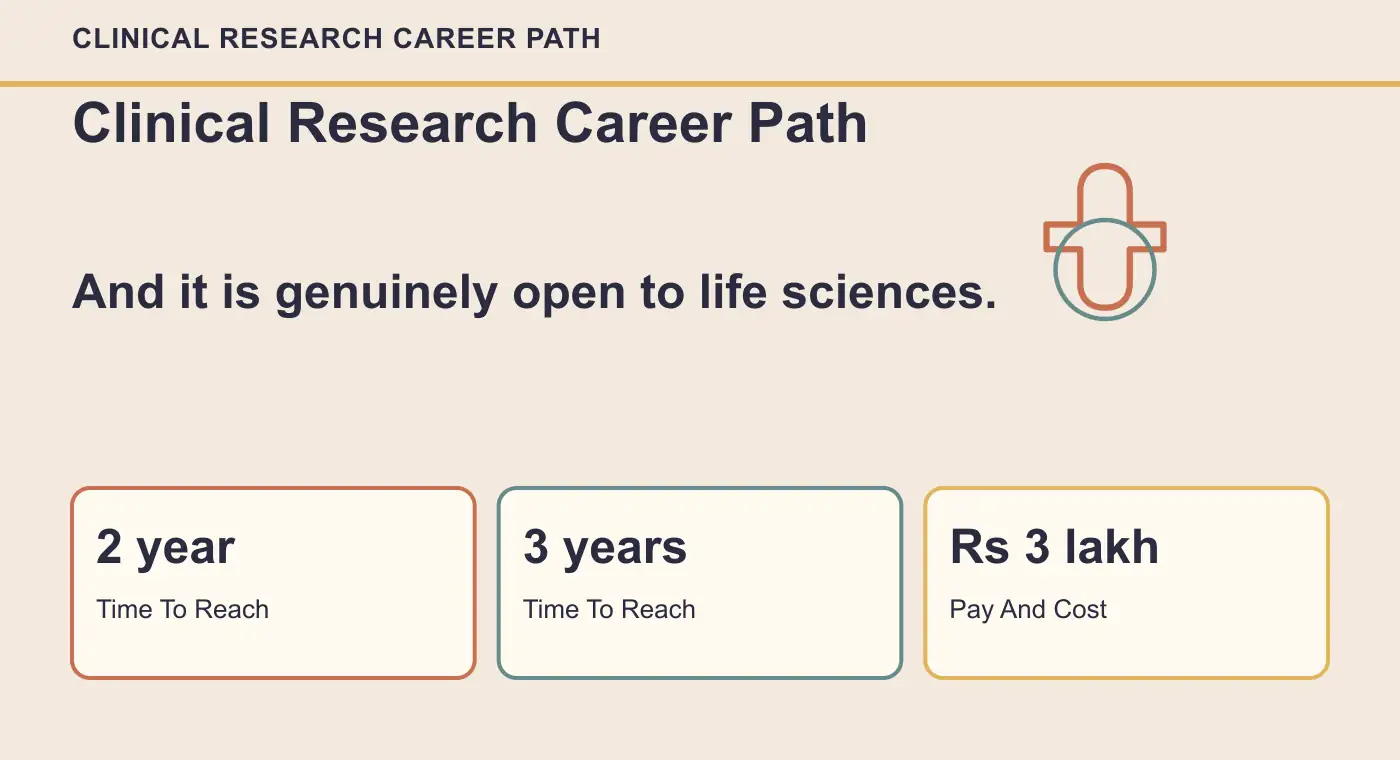 CLINICAL RESEARCH CAREER PATH
Clinical Research Career Path
And it is genuinely open to life sciences.
2 year
Time To Reach
3 years
Time To Reach
Rs 3 lakh
Pay And Cost